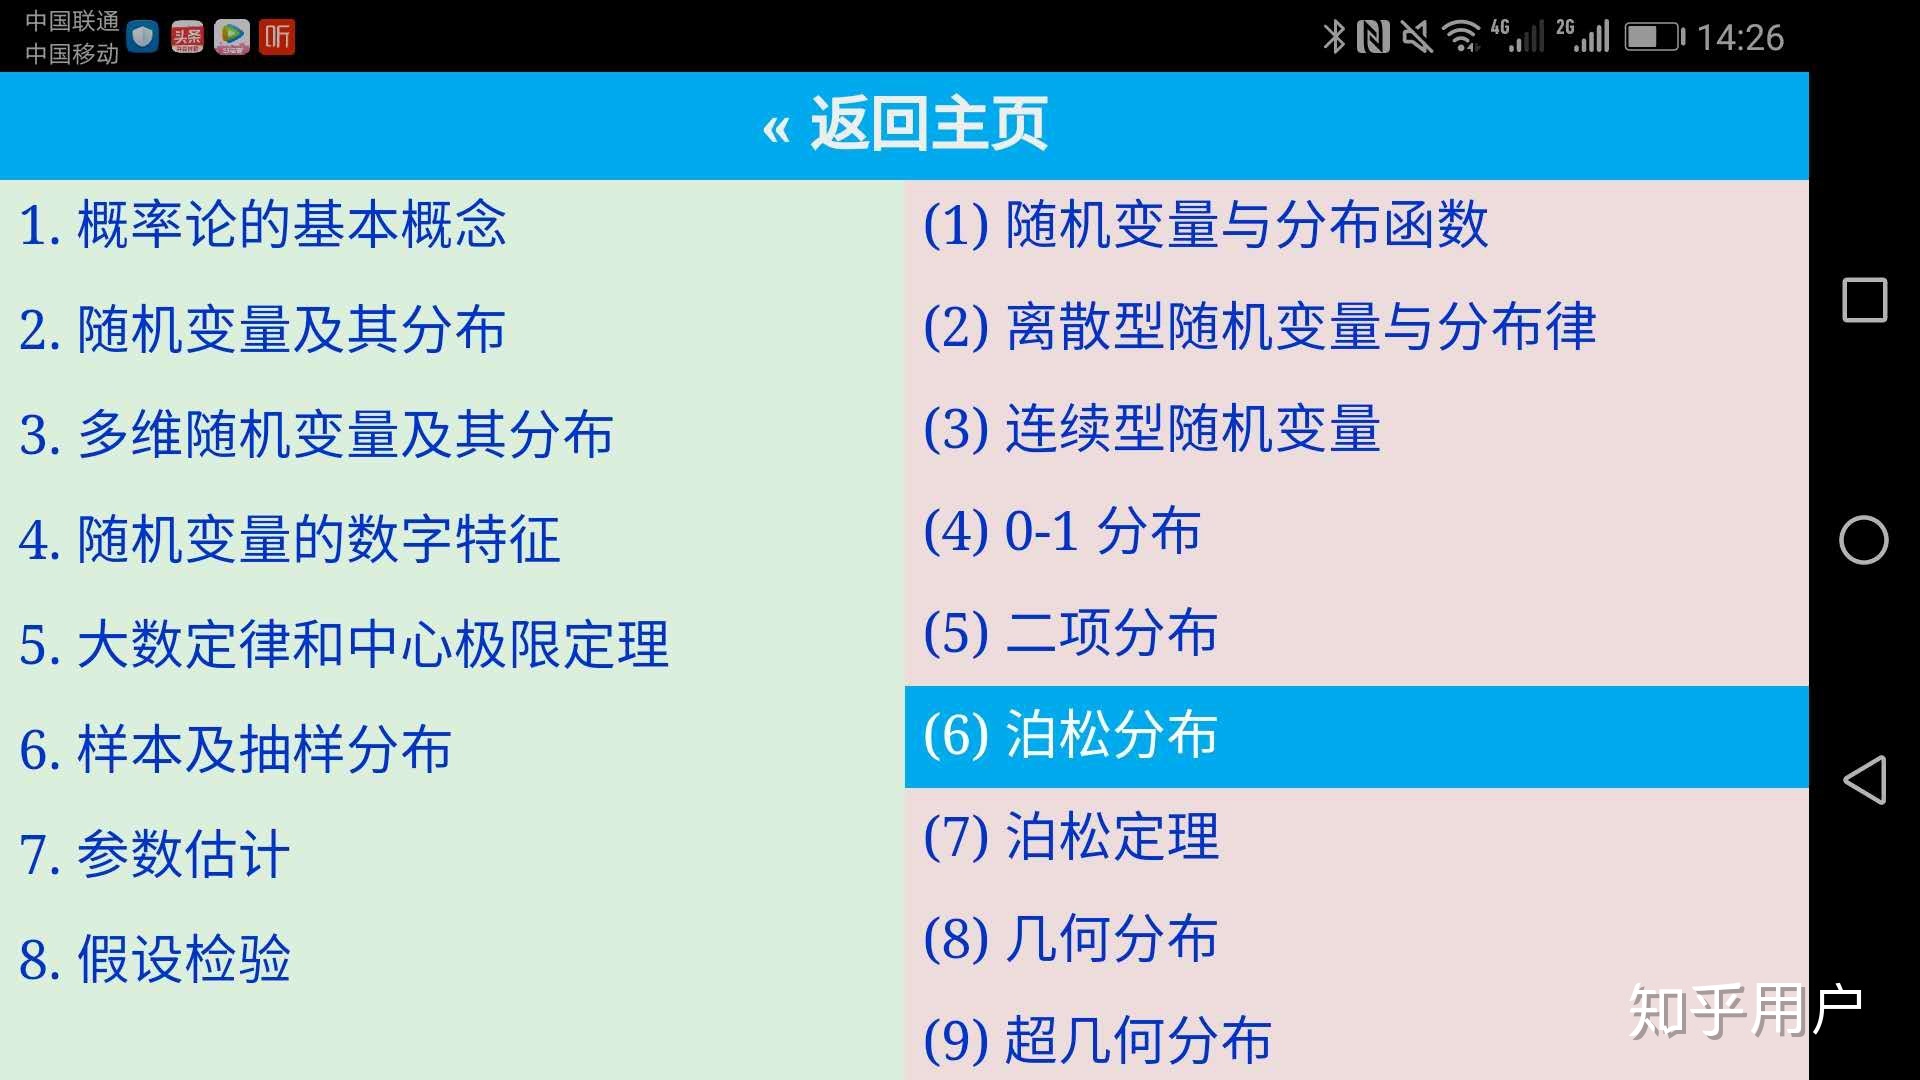 中国联通
中国移动
头条
听
4G
2G
14:26
« 返回主页
1. 概率论的基本概念
2. 随机变量及其分布
3. 多维随机变量及其分布
4. 随机变量的数字特征
5. 大数定律和中心极限定理
6. 样本及抽样分布
7. 参数估计
8. 假设检验
(1) 随机变量与分布函数
(2) 离散型随机变量与分布律
(3) 连续型随机变量
(4) 0-1 分布
(5) 二项分布
(6) 泊松分布
(7) 泊松定理
(8) 几何分布
(9) 超几何分布
知乎用户